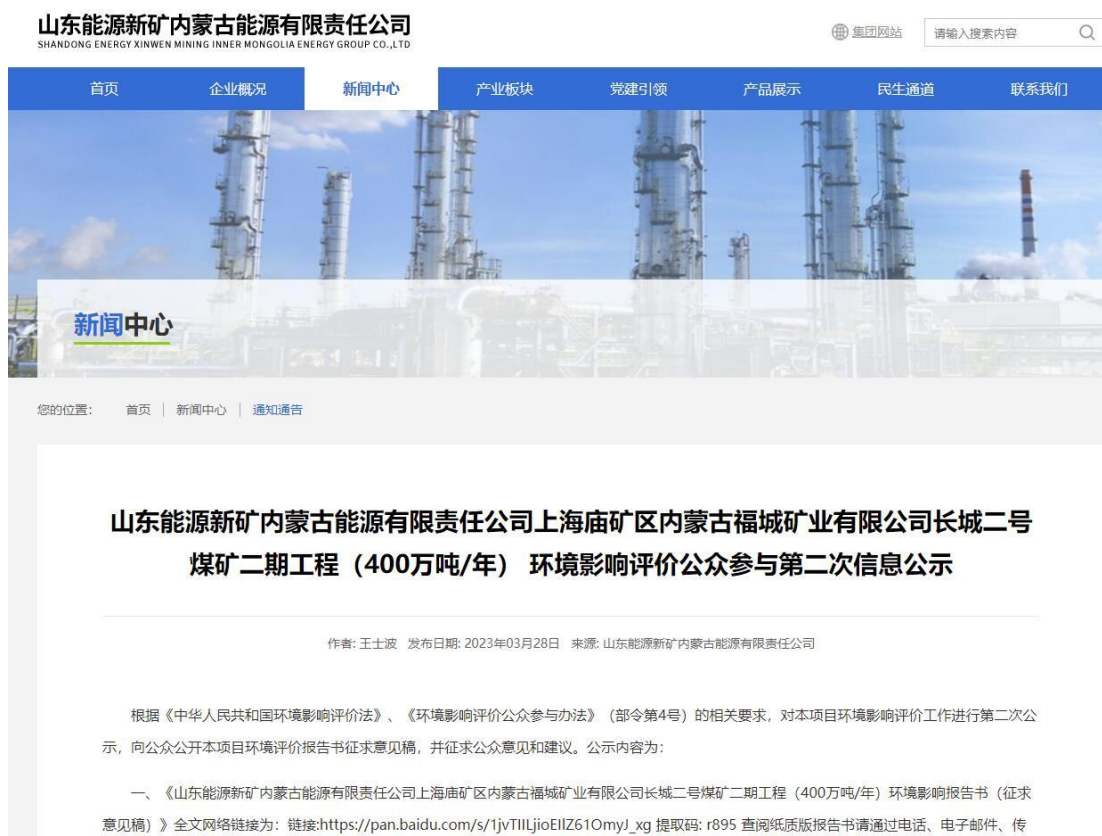 山东能源新矿内蒙古能源有限责任公司
SHANDONG ENERGY XINWEN MINING INNER MONGOLIA ENERGY GROUP CO.,LTD
集团网站
请输入搜索内容
首页 企业概况 新闻中心 产业板块 党建引领 产品展示 民生通道 联系我们
新闻中心
您的位置： 首页 | 新闻中心 | 通知通告
山东能源新矿内蒙古能源有限责任公司上海庙矿区内蒙古福城矿业有限公司长城二号
煤矿二期工程（400万吨/年） 环境影响评价公众参与第二次信息公示
作者: 王士波 发布日期: 2023年03月28日 来源: 山东能源新矿内蒙古能源有限责任公司
根据《中华人民共和国环境影响评价法》、《环境影响评价公众参与办法》（部令第4号）的相关要求，对本项目环境影响评价工作进行第二次公
示，向公众公开本项目环境评价报告书征求意见稿，并征求公众意见和建议。公示内容为：
一、《山东能源新矿内蒙古能源有限责任公司上海庙矿区内蒙古福城矿业有限公司长城二号煤矿二期工程（400万吨/年）环境影响报告书（征求
意见稿）》全文网络链接为：链接:https://pan.baidu.com/s/1jvTIILjioEIlZ61OmyJ_xg 提取码: r895 查阅纸质版报告书请通过电话、电子邮件、传